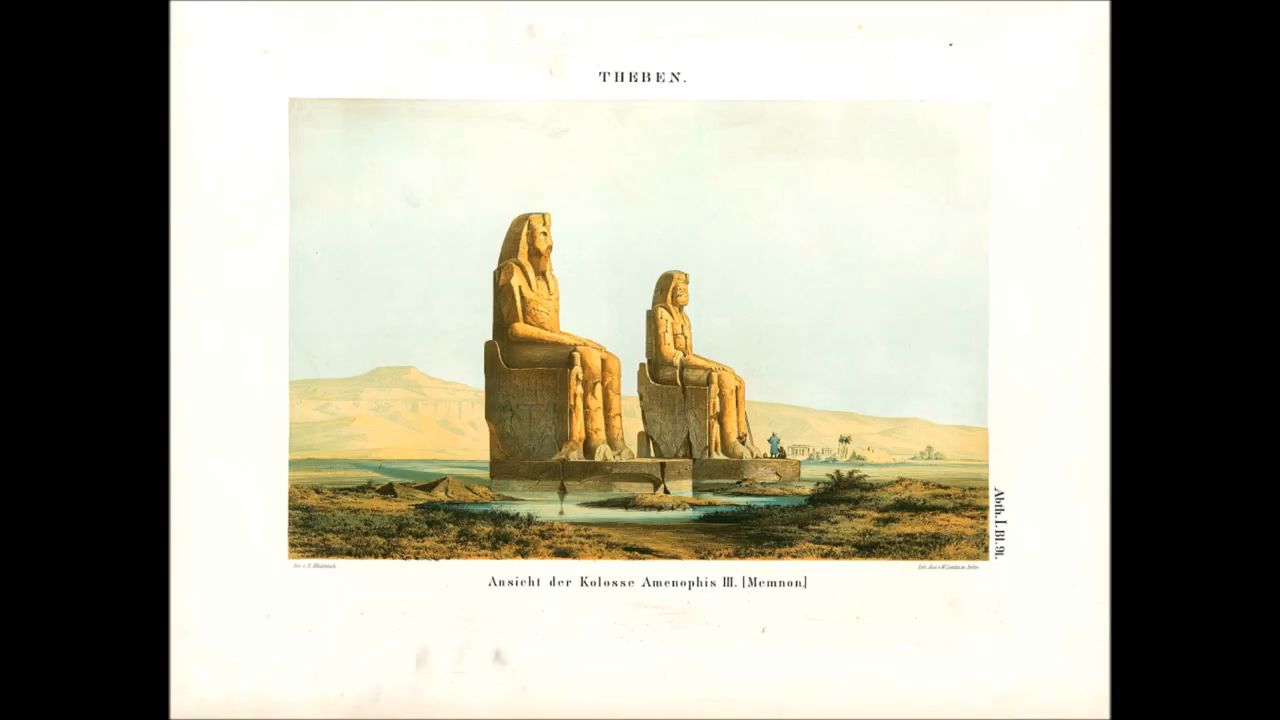 THEBEN.
Abth. I. Bl. 91.
Ansicht der Kolosse Amenophis III. [Memnon.]